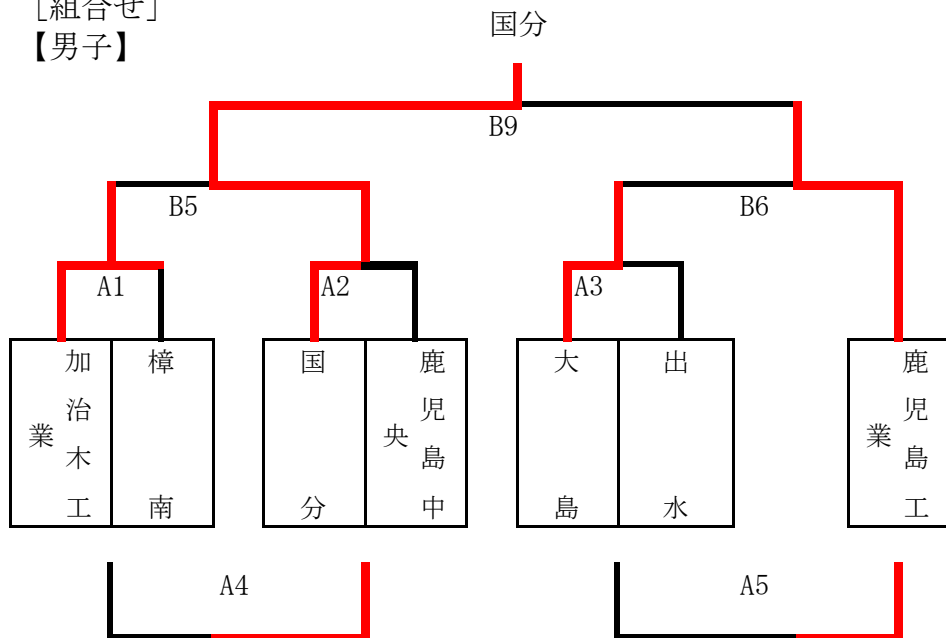 ［組合せ］
【男子】
国分
B9
B5
B6
A1
A2
A3
加治木工業
樟南
国分
鹿児島中央
大島
出水
鹿児島工業
A4
A5